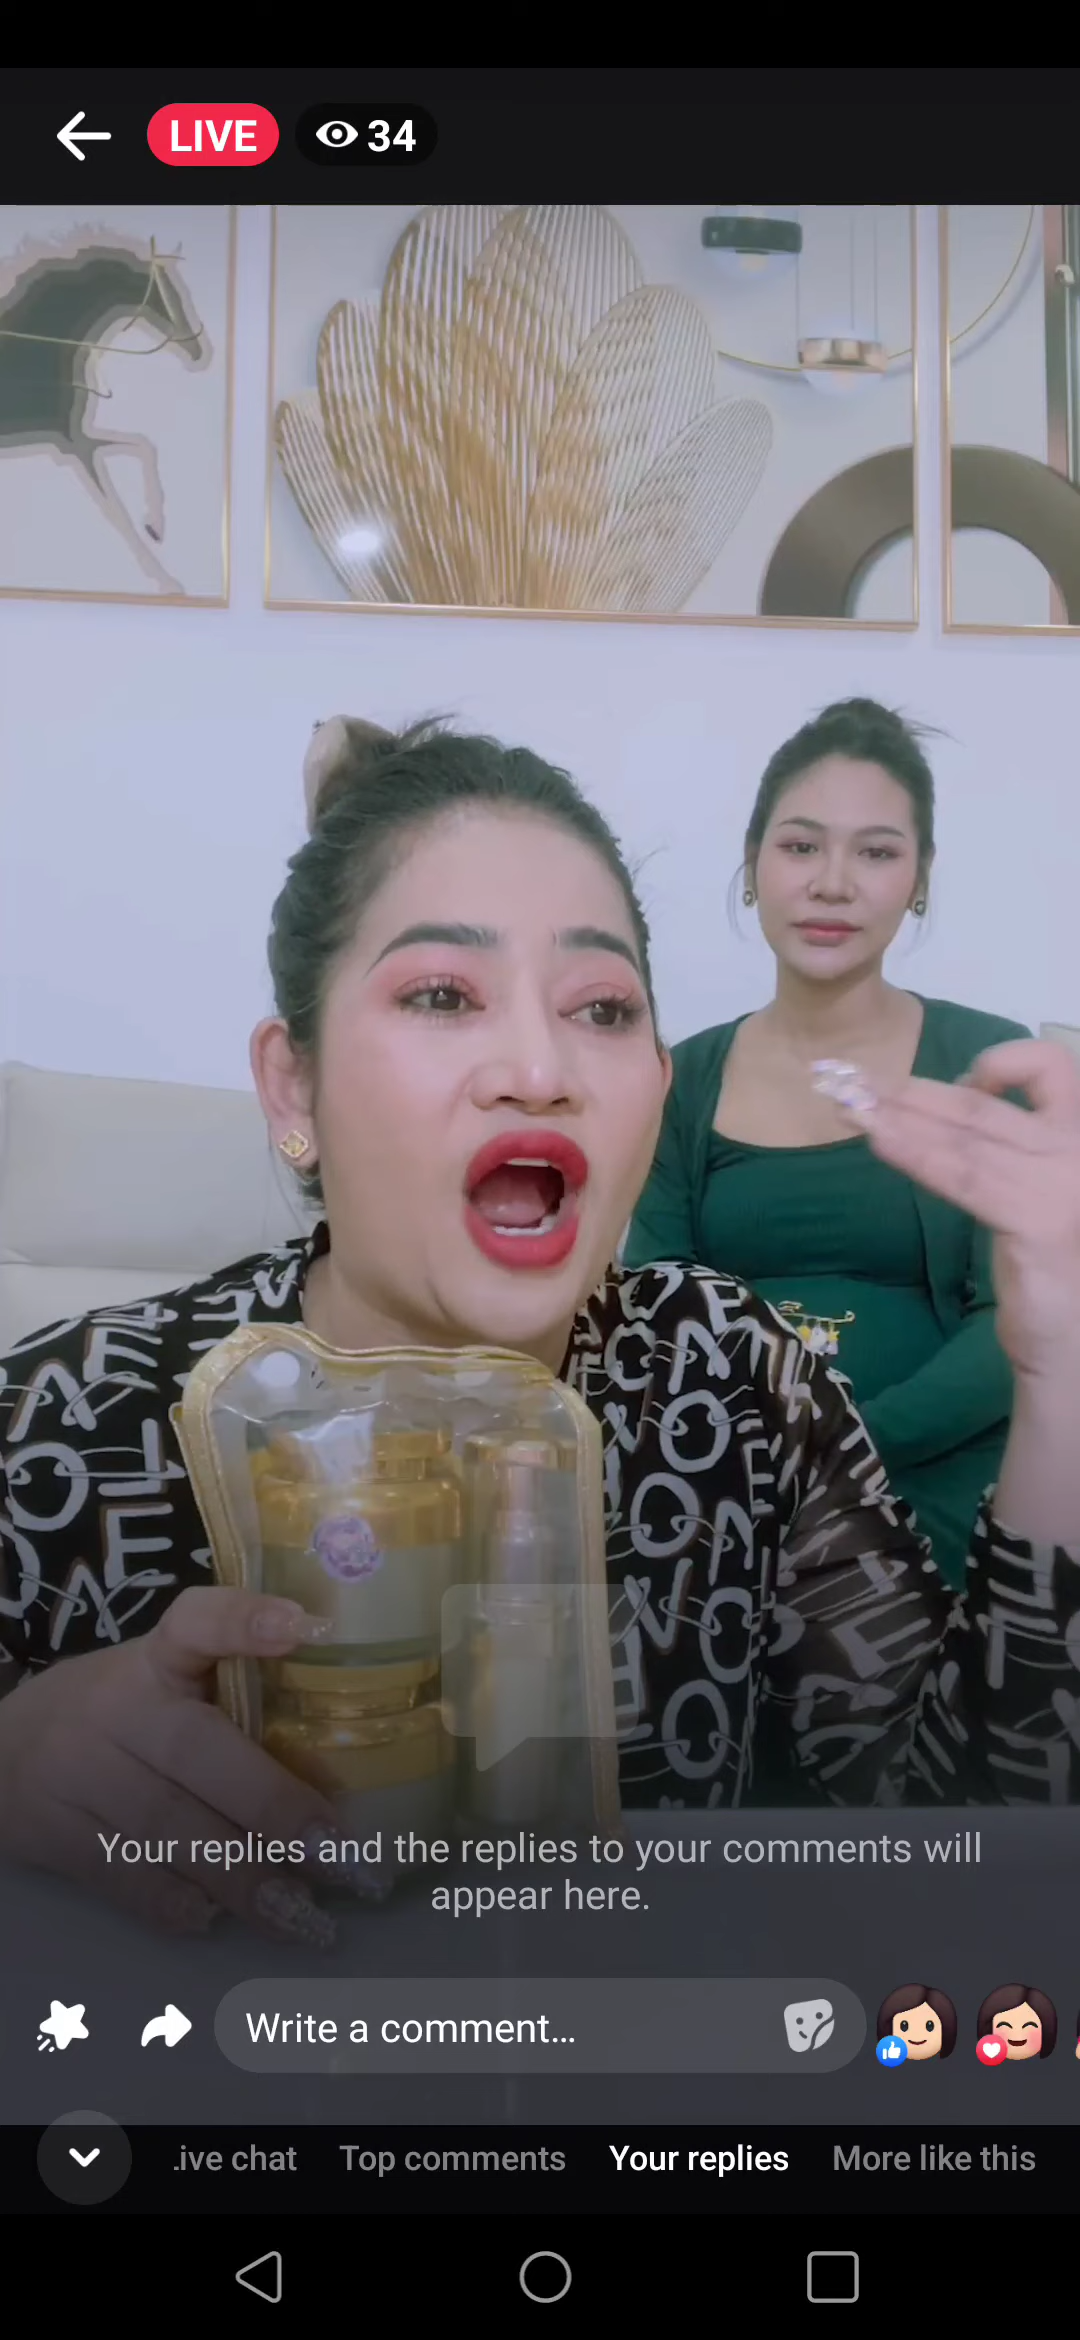 LIVE
34
Your replies and the replies to your comments will
appear here.
Write a comment...
.ive chat Top comments Your replies More like this